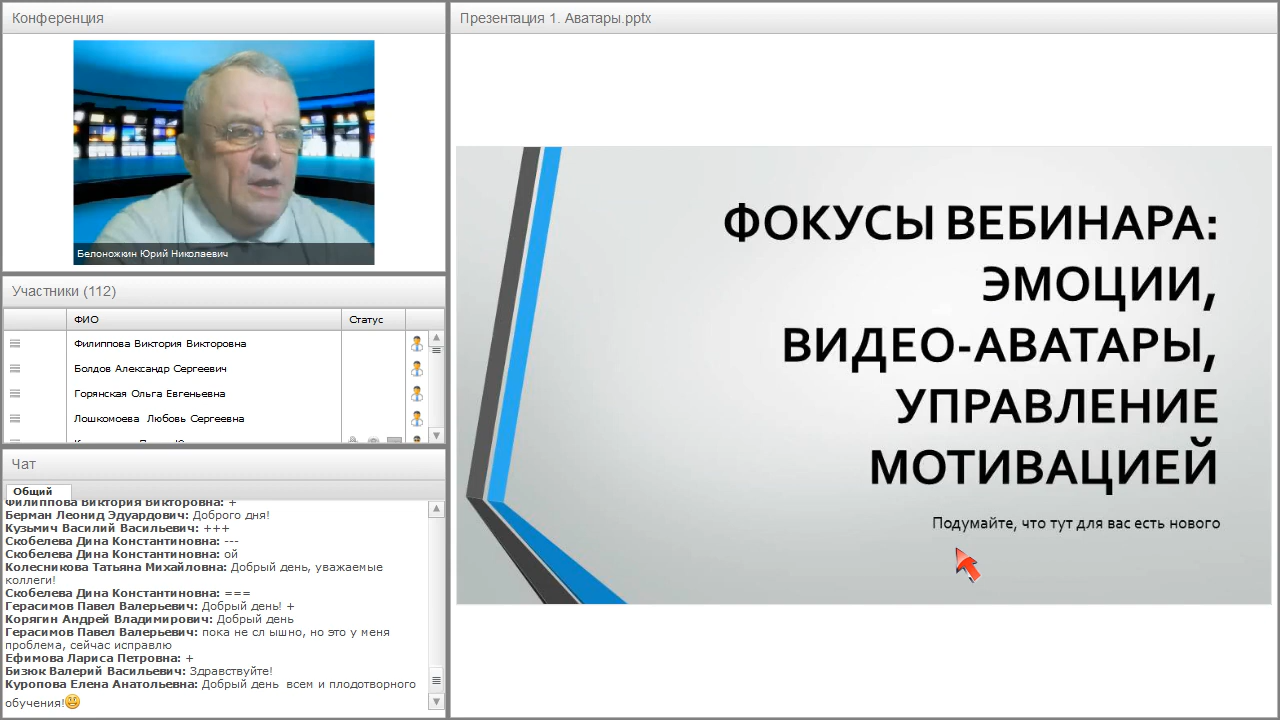 Конференция
Белоножкин Юрий Николаевич
Участники (112)
ФИО
Статус
Филиппова Виктория Викторовна
Болдов Александр Сергеевич
Горянская Ольга Евгеньевна
Лошкомоева Любовь Сергеевна
Чат
Общий
Филиппова Виктория Викторовна: +
Берман Леонид Эдуардович: Доброго дня!
Кузьмич Василий Васильевич: +++
Скобелева Дина Константиновна: ---
Скобелева Дина Константиновна: ой
Колесникова Татьяна Михайловна: Добрый день, уважаемые
коллеги!
Скобелева Дина Константиновна: ===
Герасимов Павел Валерьевич: Добрый день! +
Корягин Андрей Владимирович: Добрый день
Герасимов Павел Валерьевич: пока не сл ышно, но это у меня
проблема, сейчас исправлю
Ефимова Лариса Петровна: +
Бизюк Валерий Васильевич: Здравствуйте!
Куропова Елена Анатольевна: Добрый день всем и плодотворного
обучения!
Презентация 1. Аватары.pptx
ФОКУСЫ ВЕБИНАРА:
ЭМОЦИИ,
ВИДЕО-АВАТАРЫ,
УПРАВЛЕНИЕ
МОТИВАЦИЕЙ
Подумайте, что тут для вас есть нового